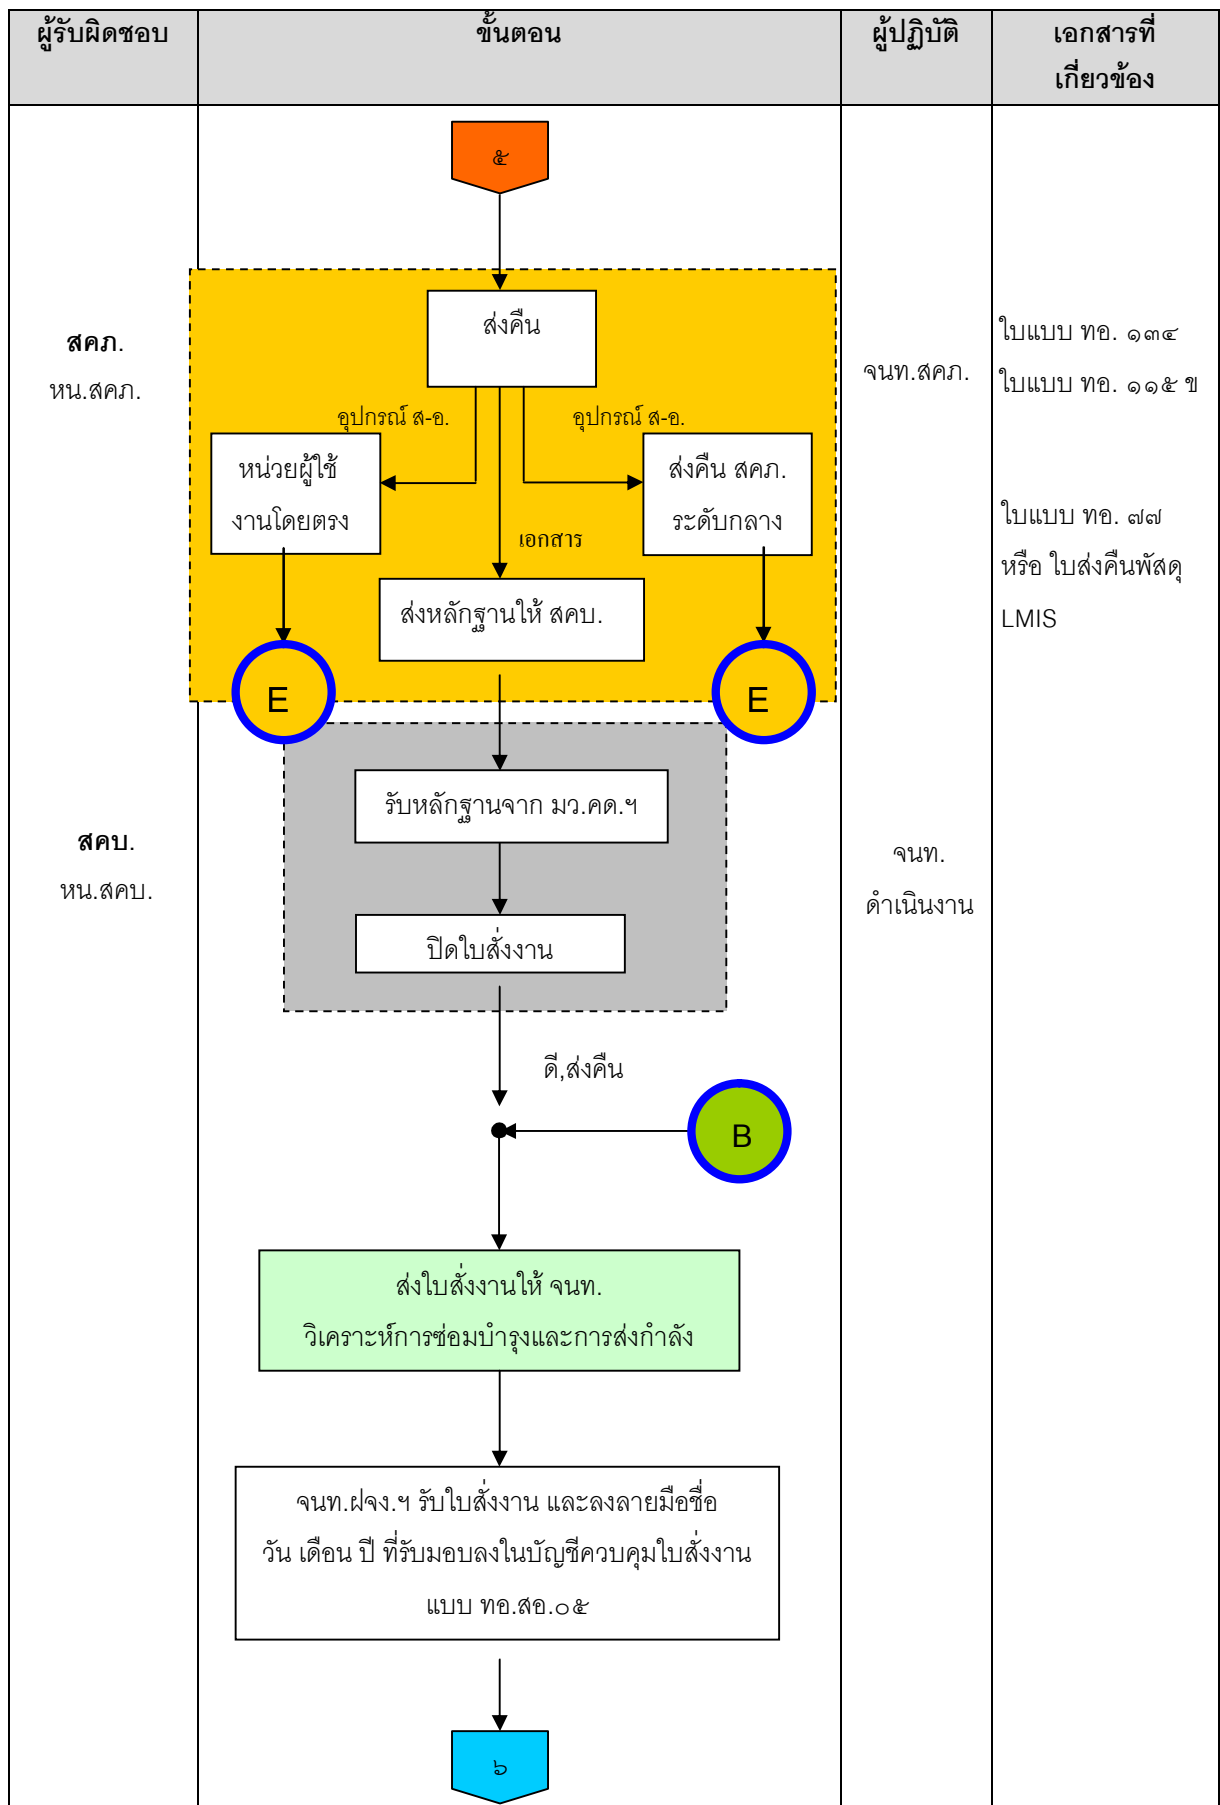 ผู้รับผิดชอบ
ขั้นตอน
ผู้ปฏิบัติ
เอกสารที่
เกี่ยวข้อง
๕
สคภ.
หน.สคภ.
ส่งคืน
อุปกรณ์ ส-อ.
อุปกรณ์ ส-อ.
หน่วยผู้ใช้
งานโดยตรง
ส่งคืน สคภ.
ระดับกลาง
เอกสาร
ส่งหลักฐานให้ สคบ.
E
E
จนท.สคภ.
ใบแบบ ทอ. ๑๓๔
ใบแบบ ทอ. ๑๑๕ ข
ใบแบบ ทอ. ๗๗
หรือ ใบส่งคืนพัสดุ
LMIS
สคบ.
หน.สคบ.
รับหลักฐานจาก มว.คด.ฯ
ปิดใบสั่งงาน
จนท.
ดำเนินงาน
ดี,ส่งคืน
B
ส่งใบสั่งงานให้ จนท.
วิเคราะห์การซ่อมบำรุงและการส่งกำลัง
จนท.ฝจง.ฯ รับใบสั่งงาน และลงลายมือชื่อ
วัน เดือน ปี ที่รับมอบลงในบัญชีควบคุมใบสั่งงาน
แบบ ทอ.สอ.๐๕
๖